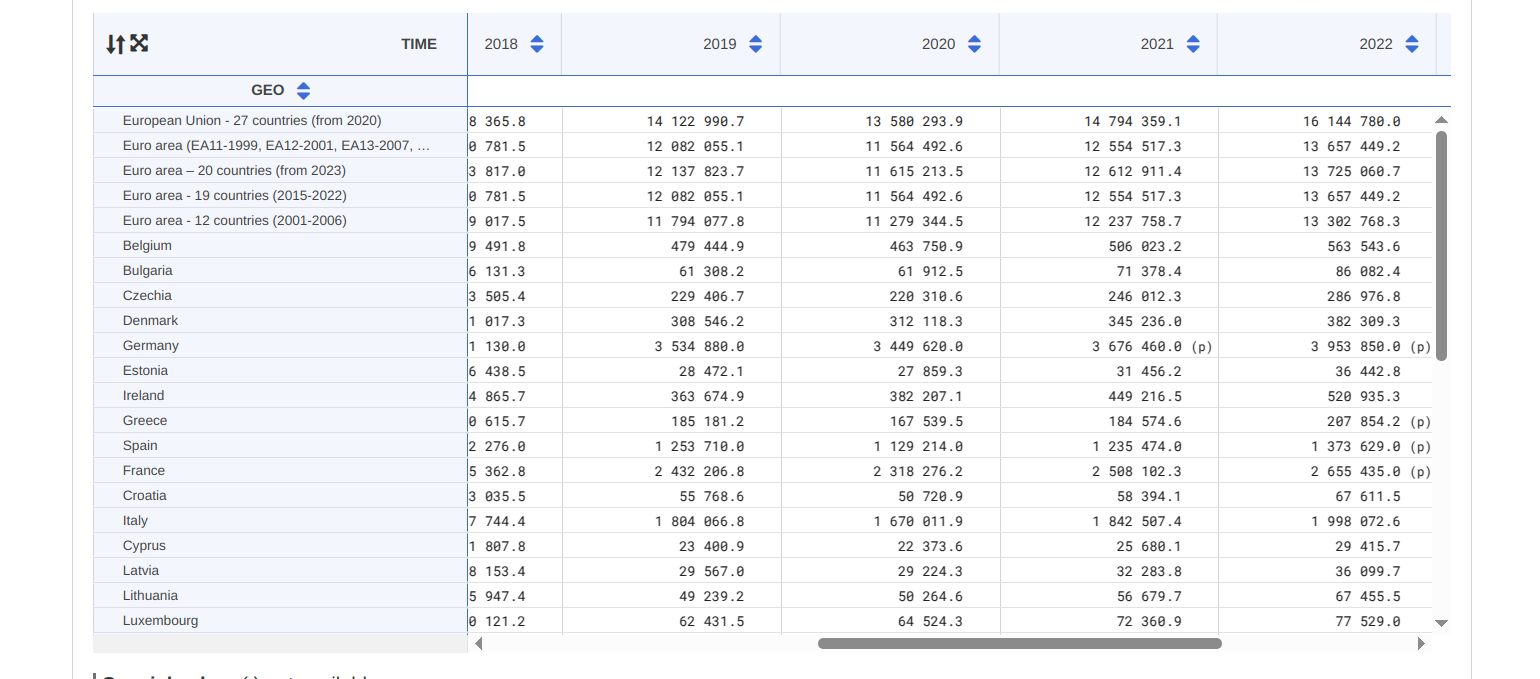 TIME 2018 2019 2020 2021 2022
GEO
European Union - 27 countries (from 2020) 8 365.8 14 122 990.7 13 580 293.9 14 794 359.1 16 144 780.0
Euro area (EA11-1999, EA12-2001, EA13-2007, ... 0 781.5 12 082 055.1 11 564 492.6 12 554 517.3 13 657 449.2
Euro area – 20 countries (from 2023) 3 817.0 12 137 823.7 11 615 213.5 12 612 911.4 13 725 060.7
Euro area - 19 countries (2015-2022) 0 781.5 12 082 055.1 11 564 492.6 12 554 517.3 13 657 449.2
Euro area - 12 countries (2001-2006) 9 017.5 11 794 077.8 11 279 344.5 12 237 758.7 13 302 768.3
Belgium 9 491.8 479 444.9 463 750.9 506 023.2 563 543.6
Bulgaria 6 131.3 61 308.2 61 912.5 71 378.4 86 082.4
Czechia 3 505.4 229 406.7 220 310.6 246 012.3 286 976.8
Denmark 1 017.3 308 546.2 312 118.3 345 236.0 382 309.3
Germany 1 130.0 3 534 880.0 3 449 620.0 3 676 460.0 (p) 3 953 850.0 (p)
Estonia 6 438.5 28 472.1 27 859.3 31 456.2 36 442.8
Ireland 4 865.7 363 674.9 382 207.1 449 216.5 520 935.3
Greece 0 615.7 185 181.2 167 539.5 184 574.6 207 854.2 (p)
Spain 2 276.0 1 253 710.0 1 129 214.0 1 235 474.0 1 373 629.0 (p)
France 5 362.8 2 432 206.8 2 318 276.2 2 508 102.3 2 655 435.0 (p)
Croatia 3 035.5 55 768.6 50 720.9 58 394.1 67 611.5
Italy 7 744.4 1 804 066.8 1 670 011.9 1 842 507.4 1 998 072.6
Cyprus 1 807.8 23 400.9 22 373.6 25 680.1 29 415.7
Latvia 8 153.4 29 567.0 29 224.3 32 283.8 36 099.7
Lithuania 5 947.4 49 239.2 50 264.6 56 679.7 67 455.5
Luxembourg 0 121.2 62 431.5 64 524.3 72 360.9 77 529.0